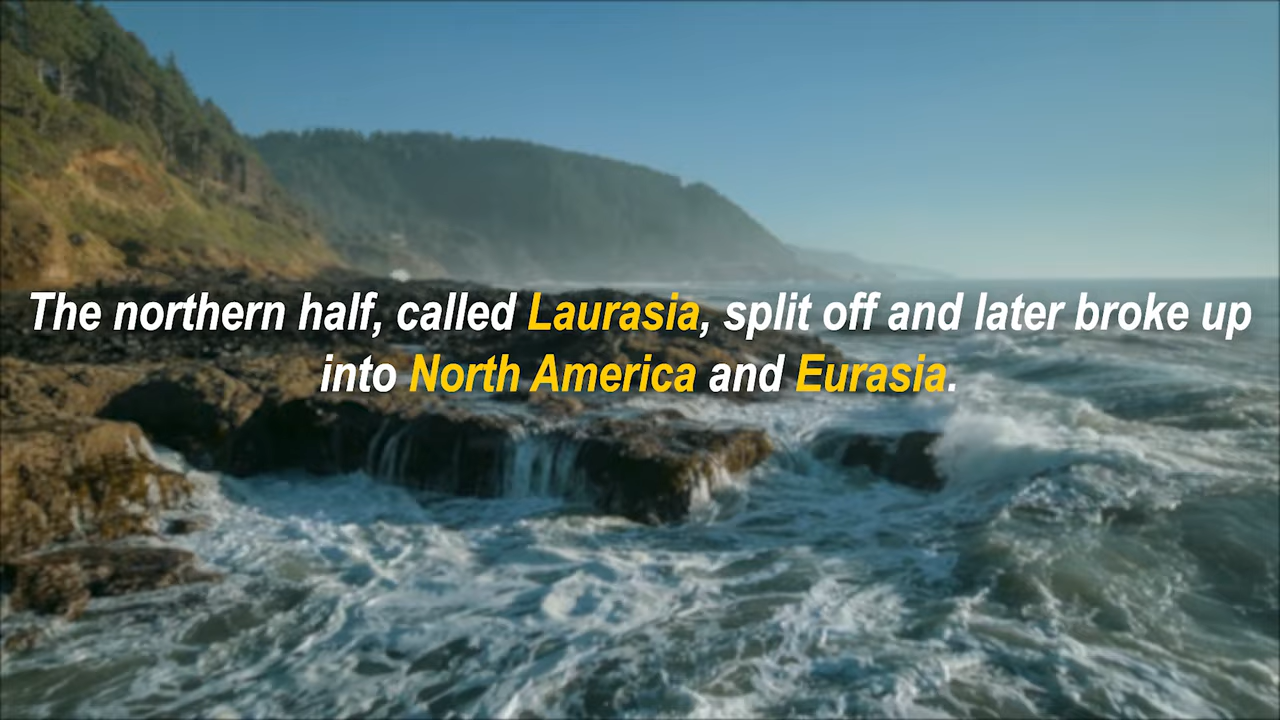 The northern half, called Laurasia, split off and later broke up
into North America and Eurasia.